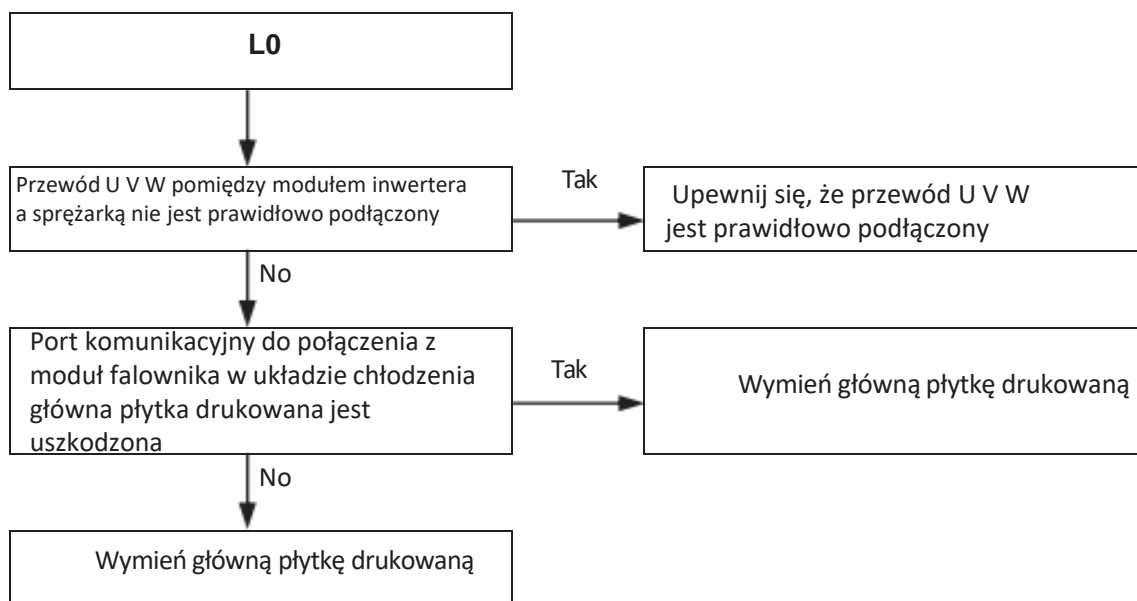 L0
Przewód U V W pomiędzy modułem inwertera
a sprężarką nie jest prawidłowo podłączony
Tak
Upewnij się, że przewód U V W
jest prawidłowo podłączony
No
Port komunikacyjny do połączenia z
moduł falownika w układzie chłodzenia
główna płytka drukowana jest
uszkodzona
Tak
Wymień główną płytkę drukowaną
No
Wymień główną płytkę drukowaną